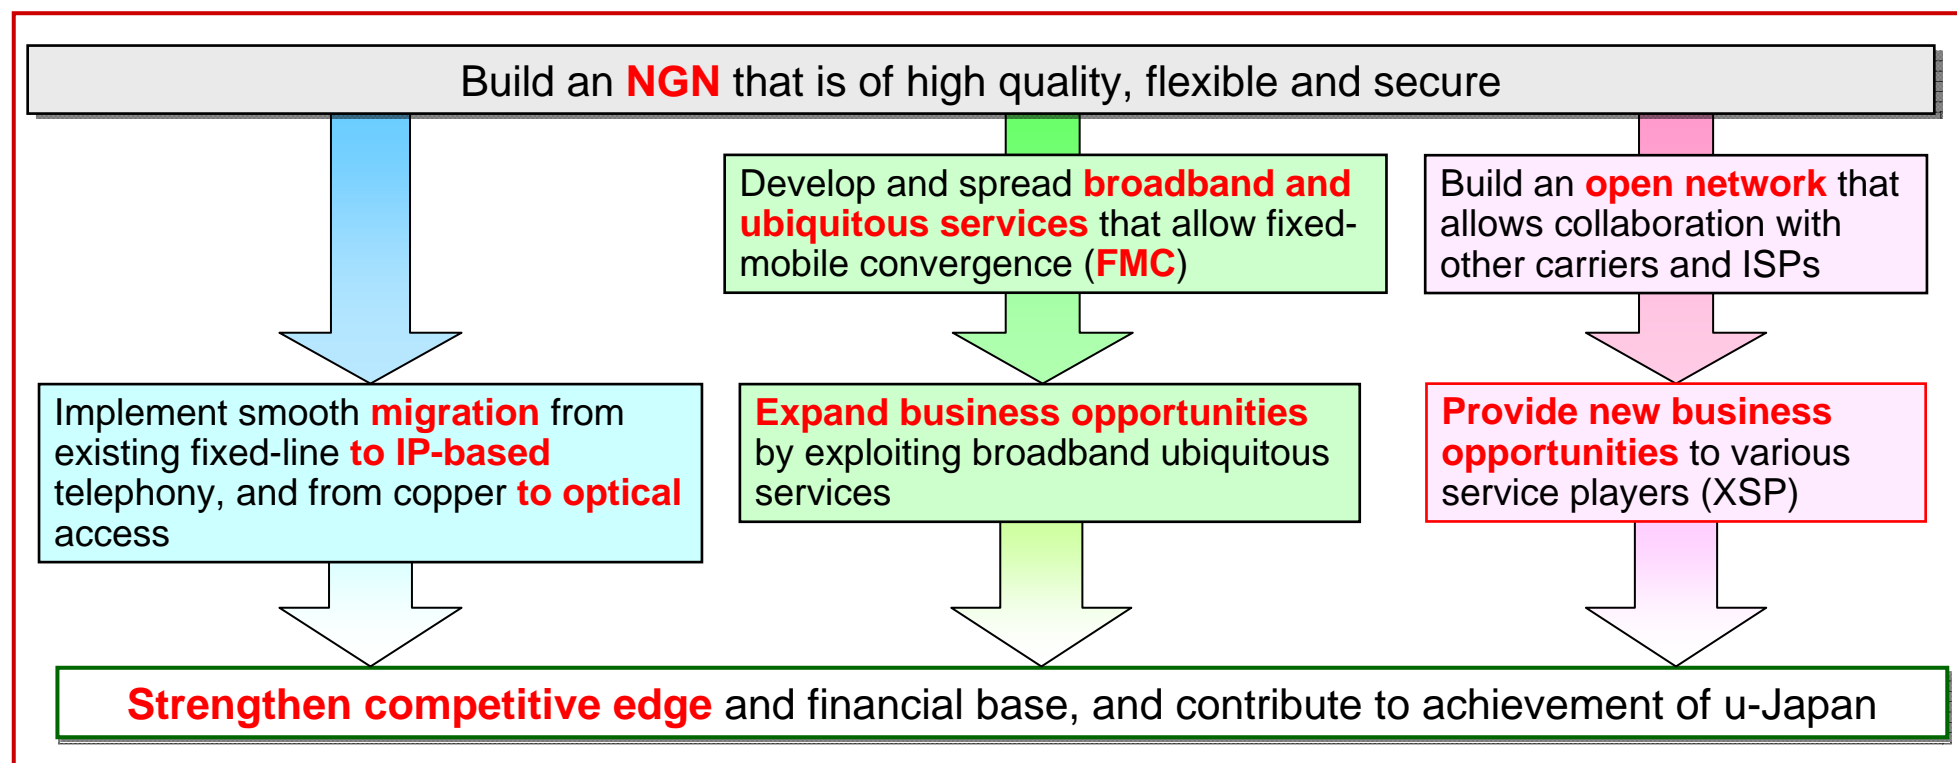 Build an NGN that is of high quality, flexible and secure
Develop and spread broadband and
ubiquitous services that allow fixed-
mobile convergence (FMC)
Build an open network that
allows collaboration with
other carriers and ISPs
Implement smooth migration from
existing fixed-line to IP-based
telephony, and from copper to optical
access
Expand business opportunities
by exploiting broadband ubiquitous
services
Provide new business
opportunities to various
service players (XSP)
Strengthen competitive edge and financial base, and contribute to achievement of u-Japan